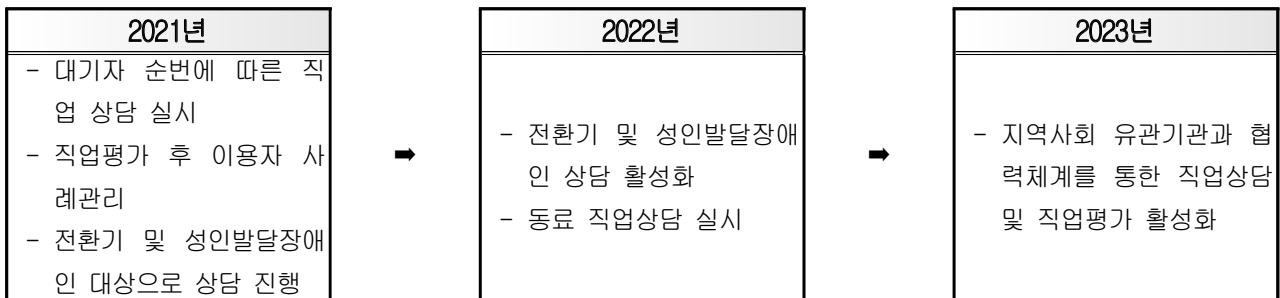 2021년
- 대기자 순번에 따른 직
업 상담 실시
- 직업평가 후 이용자 사
례관리
- 전환기 및 성인발달장애
인 대상으로 상담 진행
➡
2022년
- 전환기 및 성인발달장애
인 상담 활성화
- 동료 직업상담 실시
➡
2023년
- 지역사회 유관기관과 협
력체계를 통한 직업상담
및 직업평가 활성화